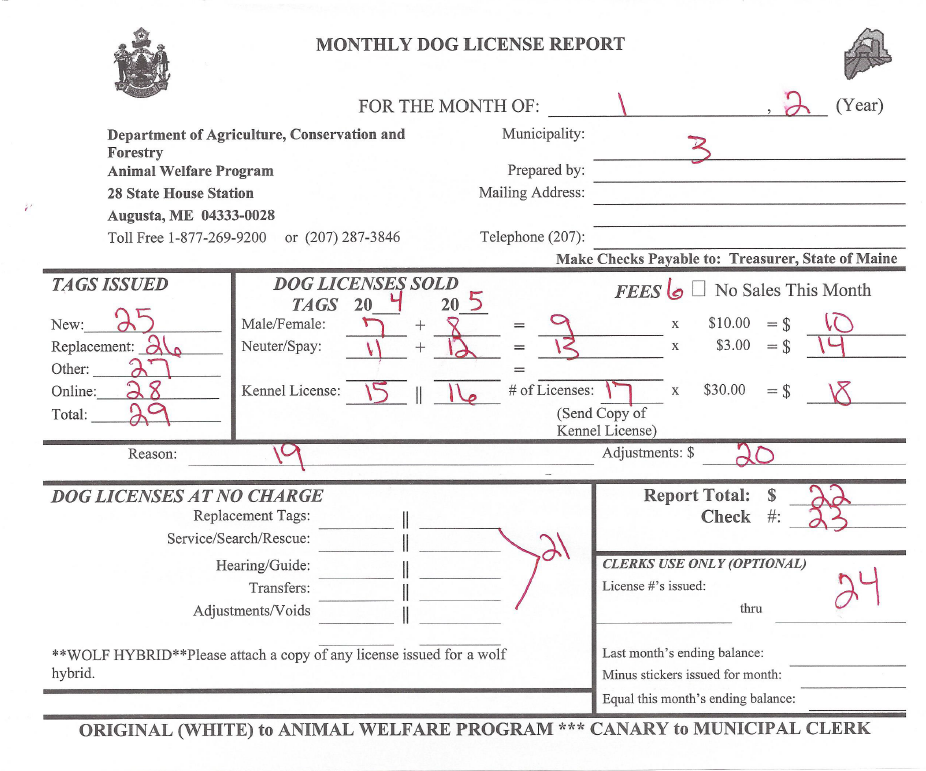 MONTHLY DOG LICENSE REPORT
FOR THE MONTH OF: 1 , 2 (Year)
Department of Agriculture, Conservation and
Forestry
Animal Welfare Program
28 State House Station
Augusta, ME 04333-0028
Toll Free 1-877-269-9200 or (207) 287-3846
Municipality: 3
Prepared by:
Mailing Address:
Telephone (207):
Make Checks Payable to: Treasurer, State of Maine
TAGS ISSUED
New: 25
Replacement: 26
Other: 27
Online: 28
Total: 29
DOG LICENSES SOLD
TAGS 20 4 20 5
FEES 6 ☐ No Sales This Month
Male/Female: 7 + 8 = 9 x $10.00 = $ 10
Neuter/Spay: 11 + 12 = 13 x $3.00 = $ 14
=
Kennel License: 15 || 16 # of Licenses: 17 x $30.00 = $ 18
(Send Copy of
Kennel License)
Reason: 19 Adjustments: $ 20
DOG LICENSES AT NO CHARGE
Replacement Tags: ||
Service/Search/Rescue: ||
21
Hearing/Guide: ||
Transfers: ||
Adjustments/Voids ||
**WOLF HYBRID**Please attach a copy of any license issued for a wolf
hybrid.
Report Total: $ 22
Check #: 23
CLERKS USE ONLY (OPTIONAL)
License #'s issued: 24
thru
Last month's ending balance:
Minus stickers issued for month:
Equal this month's ending balance:
ORIGINAL (WHITE) to ANIMAL WELFARE PROGRAM *** CANARY to MUNICIPAL CLERK